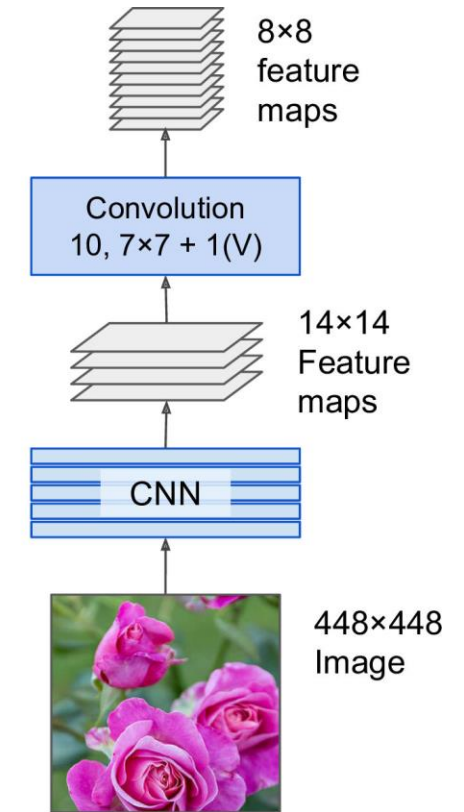 8×8
feature
maps
Convolution
10, 7×7 + 1(V)
14×14
Feature
maps
CNN
448×448
Image